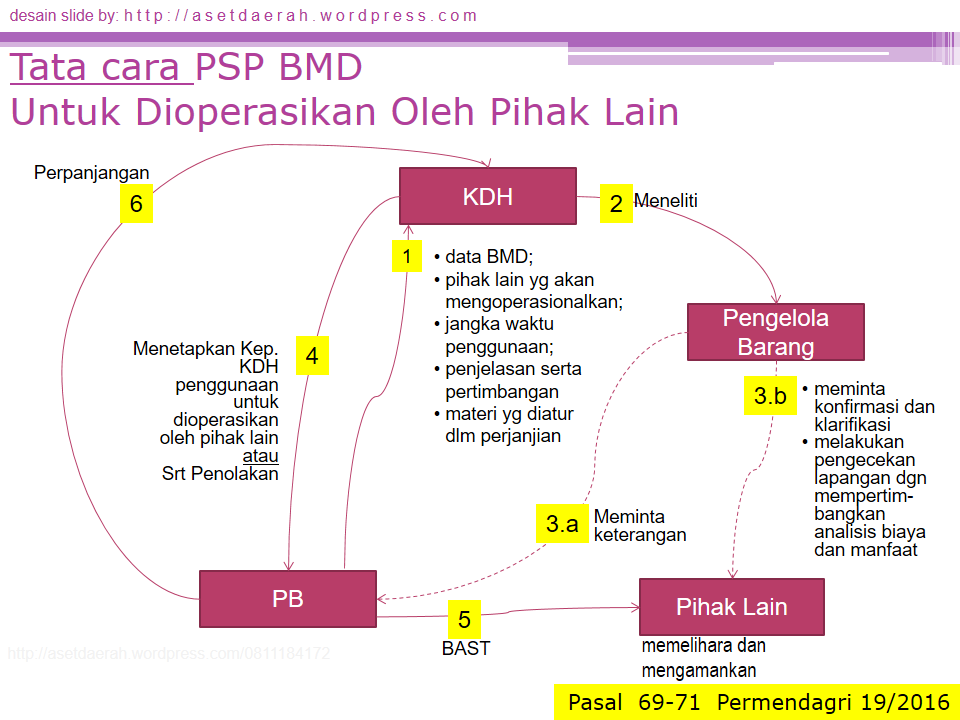 desain slide by: http://asetdaerah.wordpress.com
Tata cara PSP BMD
Untuk Dioperasikan Oleh Pihak Lain
Perpanjangan
6
KDH
2
Meneliti
1
• data BMD;
• pihak lain yg akan
mengoperasionalkan;
• jangka waktu
penggunaan;
• penjelasan serta
pertimbangan
• materi yg diatur
dlm perjanjian
Pengelola
Barang
Menetapkan Kep.
KDH
penggunaan
untuk
dioperasikan
oleh pihak lain
atau
Srt Penolakan
4
3.b
• meminta
konfirmasi dan
klarifikasi
• melakukan
pengecekan
lapangan dgn
mempertim-
bangkan
analisis biaya
dan manfaat
3.a
Meminta
keterangan
PB
5
BAST
Pihak Lain
memelihara dan
mengamankan
http://asetdaerah.wordpress.com/0811184172
Pasal 69-71 Permendagri 19/2016